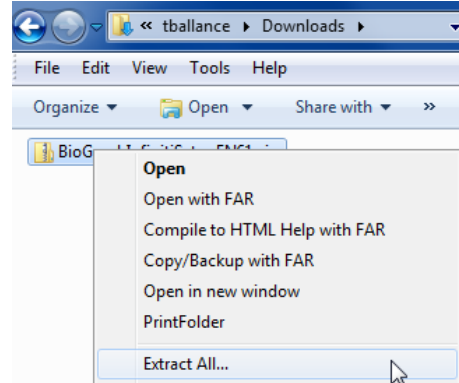 « tballance ▸ Downloads ▸
File Edit View Tools Help
Organize ▾ Open ▾ Share with ▾ »
Open
Open with FAR
Compile to HTML Help with FAR
Copy/Backup with FAR
Open in new window
PrintFolder
Extract All...